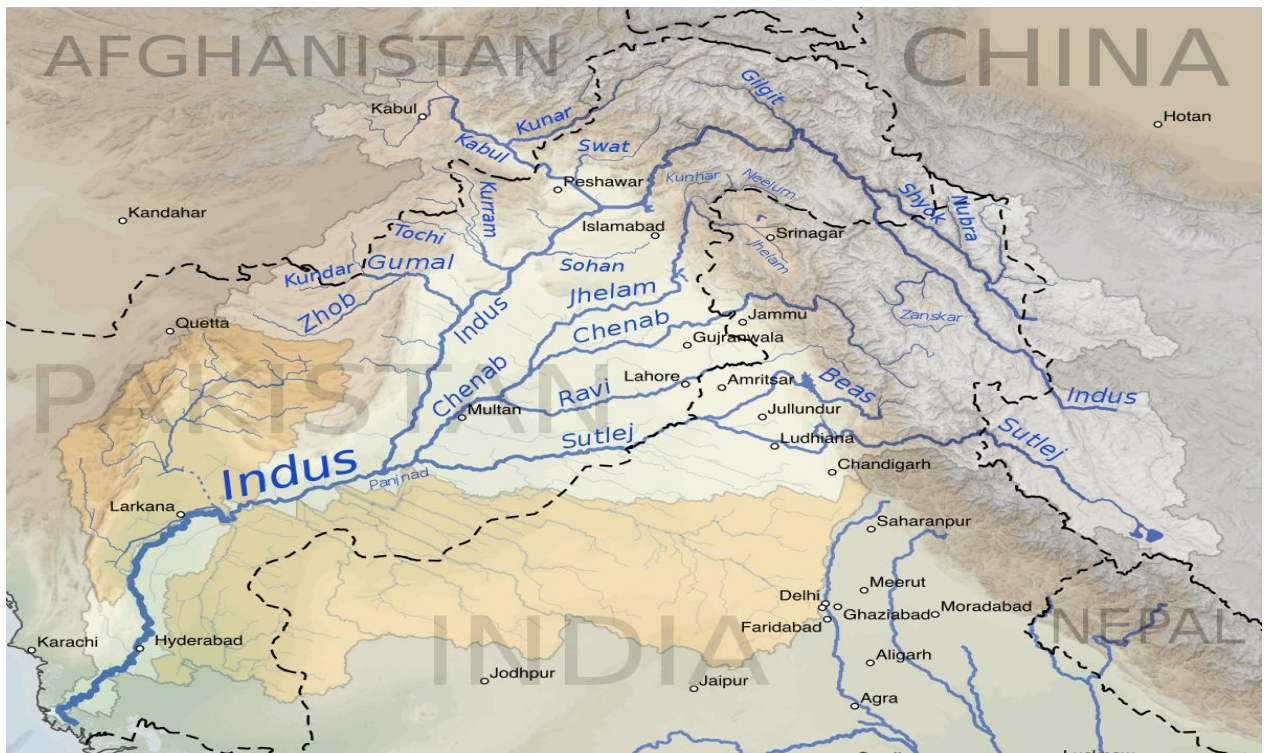 AFGHANISTAN
CHINA
Gilgit
Kabul
Kunar
Hotan
Kabul
Swat
Peshawar
Kunhar
Neelum
Shyok
Nubra
Kurram
Kandahar
Tochi
Islamabad
Srinagar
Jhelam
Gumal
Kundar
Sohan
Zhob
Indus
Jhelam
Chenab
Zanskar
Quetta
Jammu
Gujranwala
PAKISTAN
Chenab
Ravi
Lahore
Amritsar
Beas
Indus
Multan
Jullundur
Sutlej
Ludhiana
Sutlej
Indus
Panjnad
Chandigarh
Larkana
Saharanpur
Meerut
Delhi
Ghaziabad
Moradabad
Faridabad
NEPAL
INDIA
Karachi
Hyderabad
Aligarh
Jodhpur
Jaipur
Agra